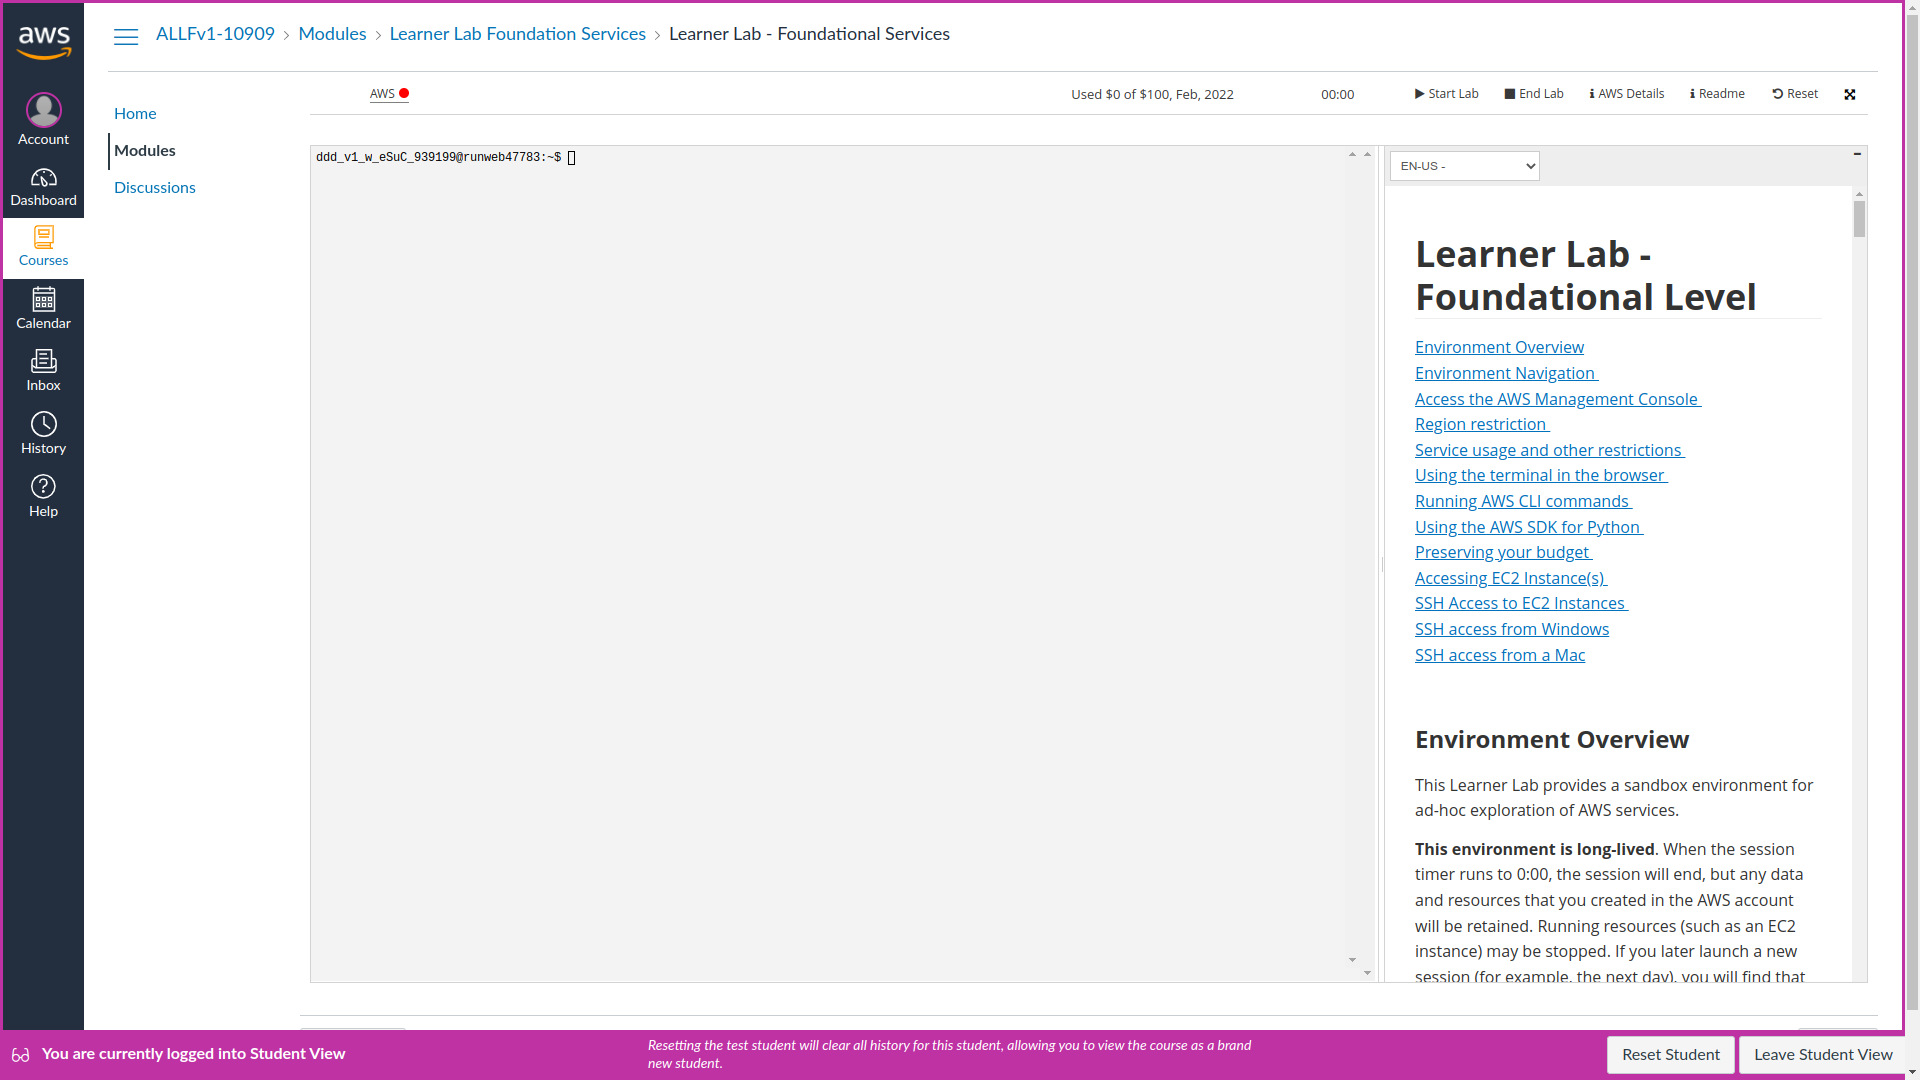 aws
Account
Dashboard
Courses
Calendar
Inbox
History
Help
ALLFv1-10909 > Modules > Learner Lab Foundation Services > Learner Lab - Foundational Services
Home
Modules
Discussions
AWS
Used $0 of $100, Feb, 2022
00:00
Start Lab
End Lab
AWS Details
Readme
Reset
ddd_v1_w_eSuC_939199@runweb47783:~$
EN-US -
Learner Lab -
Foundational Level
Environment Overview
Environment Navigation
Access the AWS Management Console
Region restriction
Service usage and other restrictions
Using the terminal in the browser
Running AWS CLI commands
Using the AWS SDK for Python
Preserving your budget
Accessing EC2 Instance(s)
SSH Access to EC2 Instances
SSH access from Windows
SSH access from a Mac
Environment Overview
This Learner Lab provides a sandbox environment for
ad-hoc exploration of AWS services.
This environment is long-lived. When the session
timer runs to 0:00, the session will end, but any data
and resources that you created in the AWS account
will be retained. Running resources (such as an EC2
instance) may be stopped. If you later launch a new
session (for example, the next day), you will find that
You are currently logged into Student View
Resetting the test student will clear all history for this student, allowing you to view the course as a brand
new student.
Reset Student
Leave Student View